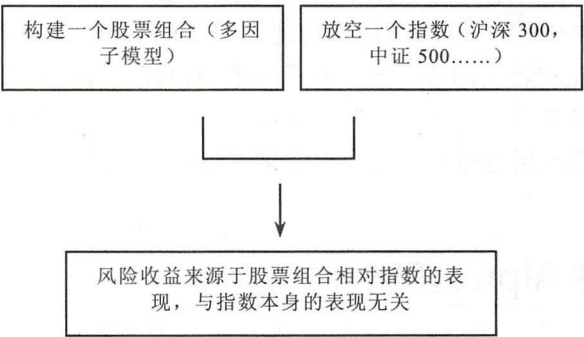 构建一个股票组合（多因
子模型）
放空一个指数（沪深 300，
中证 500……）
风险收益来源于股票组合相对指数的表
现，与指数本身的表现无关